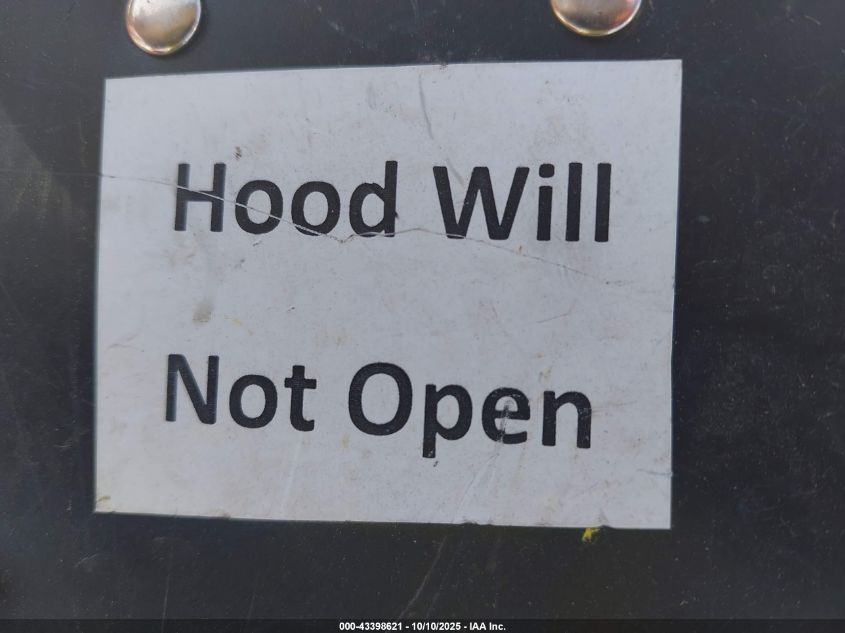 Hood Will
Not Open
000-43398621 - 10/10/2025 - IAA Inc.